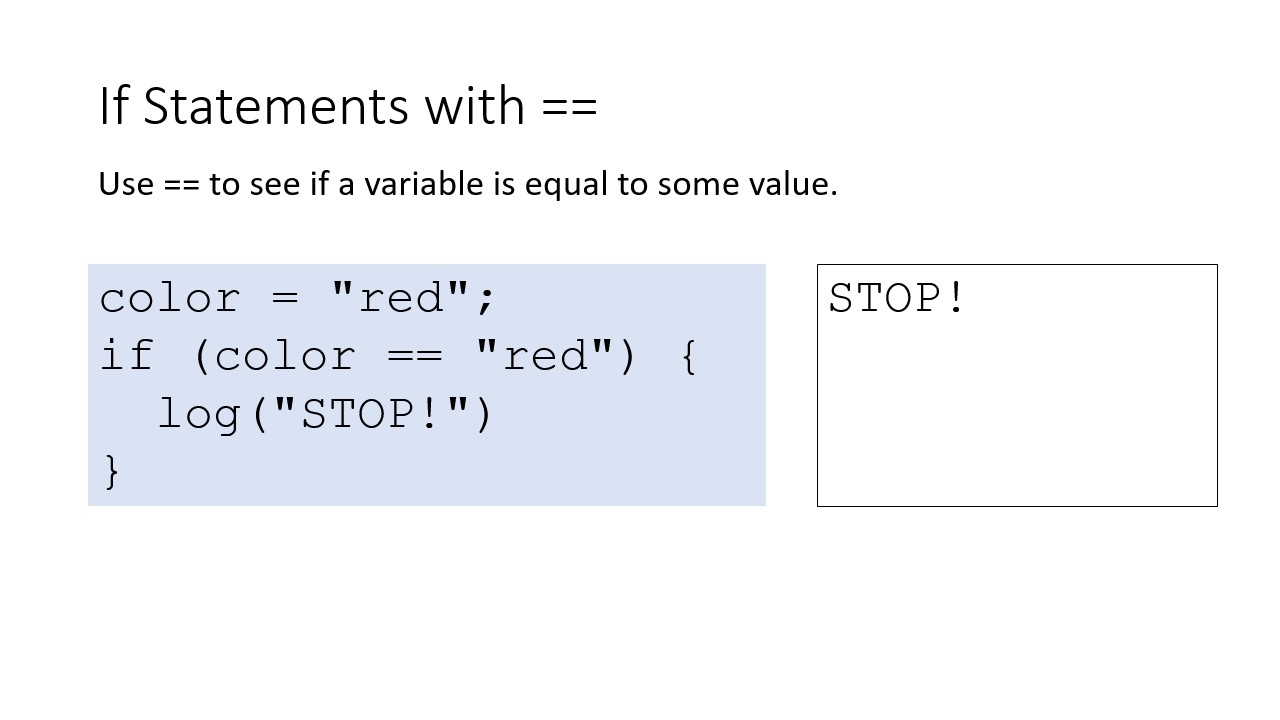 If Statements with ==
Use == to see if a variable is equal to some value.
color = "red";
if (color == "red") {
  log("STOP!")
}
STOP!